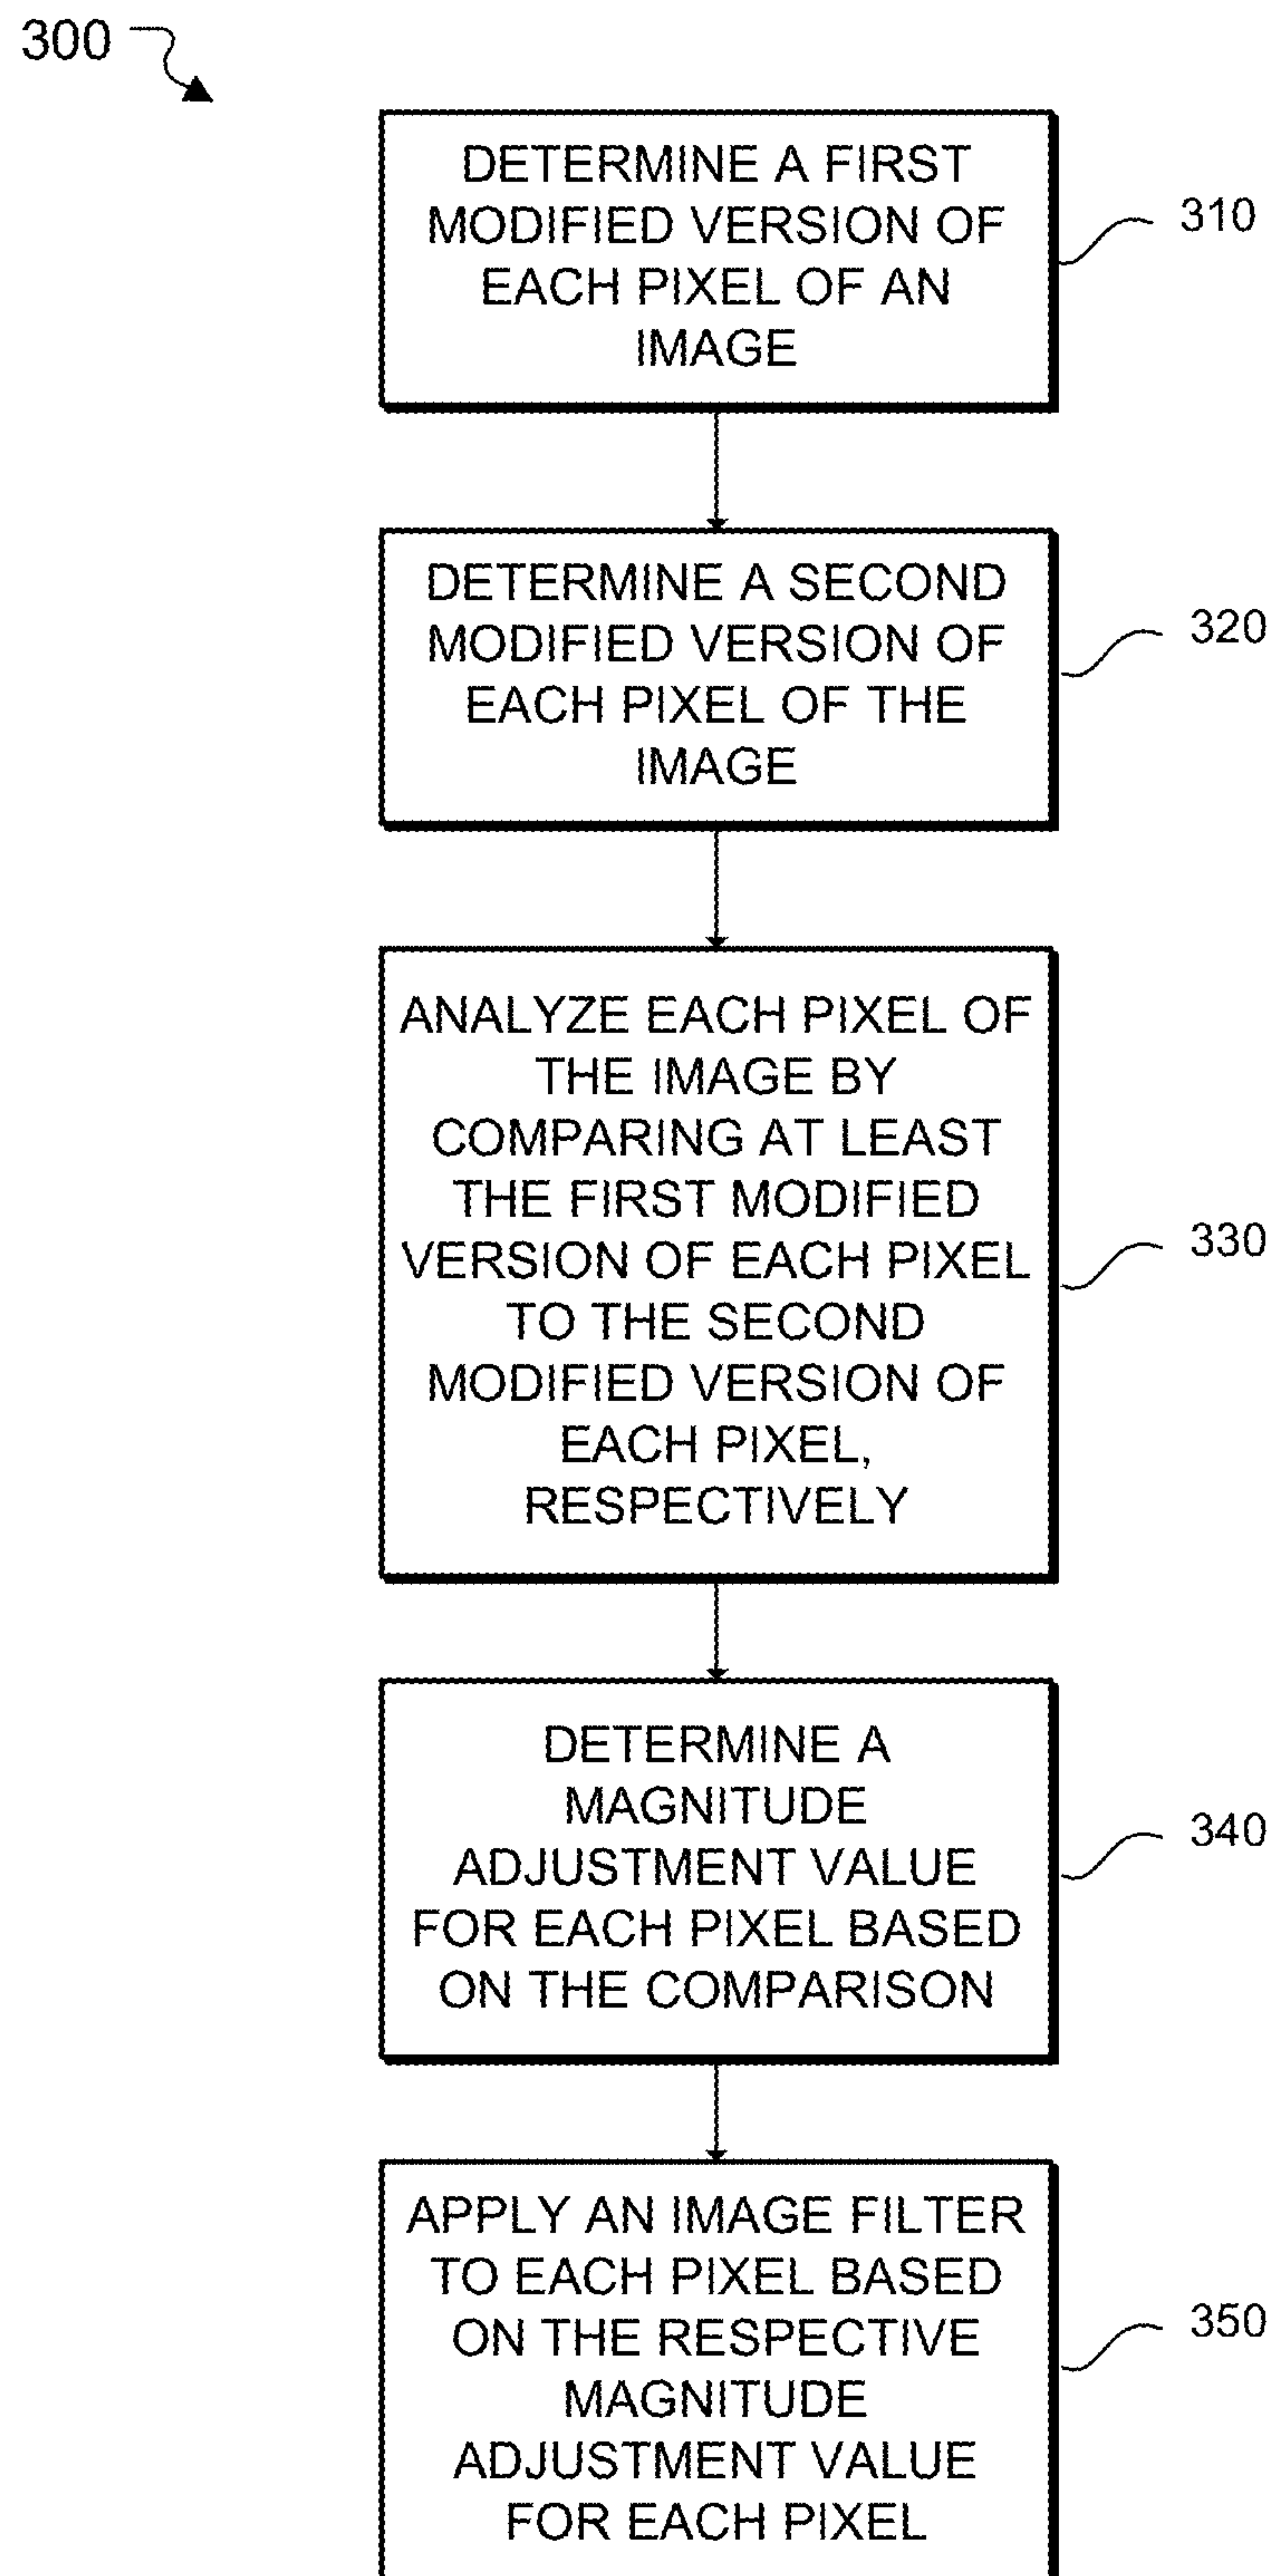 300
DETERMINE A FIRST
MODIFIED VERSION OF
EACH PIXEL OF AN
IMAGE
310
DETERMINE A SECOND
MODIFIED VERSION OF
EACH PIXEL OF THE
IMAGE
320
ANALYZE EACH PIXEL OF
THE IMAGE BY
COMPARING AT LEAST
THE FIRST MODIFIED
VERSION OF EACH PIXEL
TO THE SECOND
MODIFIED VERSION OF
EACH PIXEL,
RESPECTIVELY
330
DETERMINE A
MAGNITUDE
ADJUSTMENT VALUE
FOR EACH PIXEL BASED
ON THE COMPARISON
340
APPLY AN IMAGE FILTER
TO EACH PIXEL BASED
ON THE RESPECTIVE
MAGNITUDE
ADJUSTMENT VALUE
FOR EACH PIXEL
350